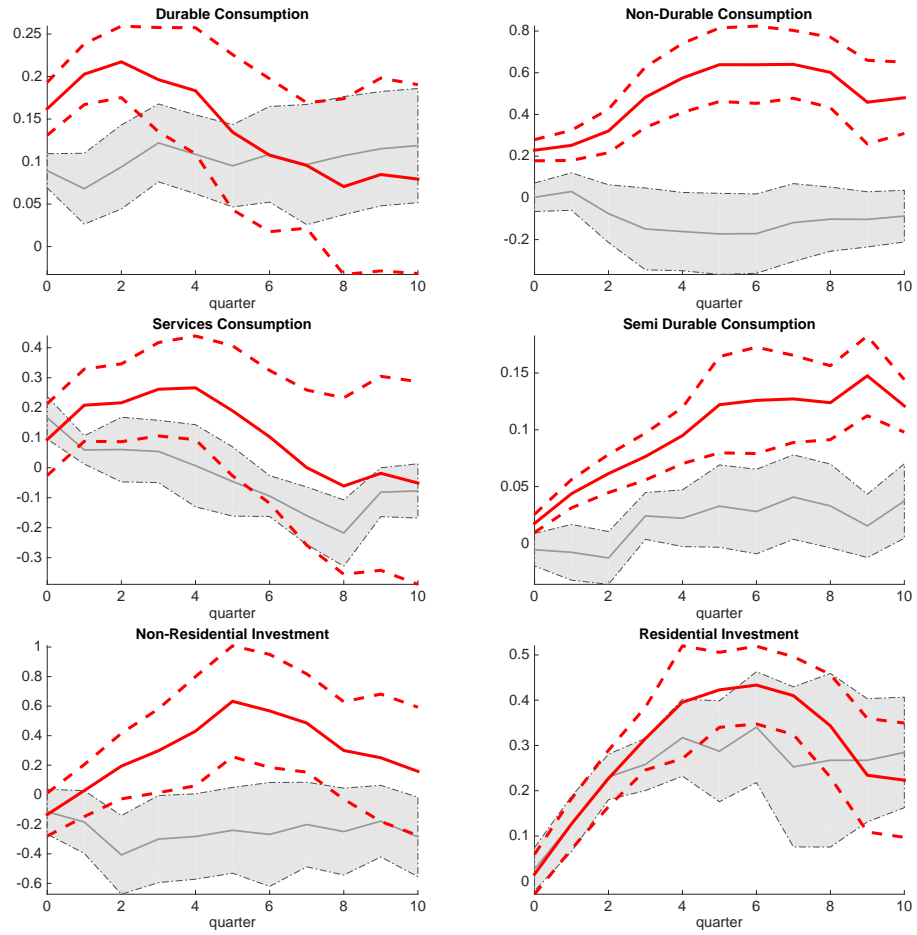 Durable Consumption
0.25
0.2
0.15
0.1
0.05
0
0 2 4 6 8 10
quarter
Non-Durable Consumption
0.8
0.6
0.4
0.2
0
-0.2
0 2 4 6 8 10
quarter
Services Consumption
0.4
0.3
0.2
0.1
0
-0.1
-0.2
-0.3
0 2 4 6 8 10
quarter
Semi Durable Consumption
0.15
0.1
0.05
0
0 2 4 6 8 10
quarter
Non-Residential Investment
1
0.8
0.6
0.4
0.2
0
-0.2
-0.4
-0.6
0 2 4 6 8 10
quarter
Residential Investment
0.5
0.4
0.3
0.2
0.1
0
0 2 4 6 8 10
quarter